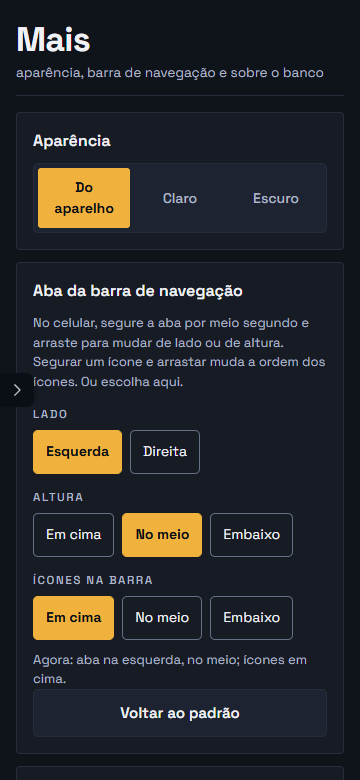 Mais
aparência, barra de navegação e sobre o banco
Aparência
Do
aparelho
Claro
Escuro
Aba da barra de navegação
No celular, segure a aba por meio segundo e
arraste para mudar de lado ou de altura.
Segurar um ícone e arrastar muda a ordem dos
ícones. Ou escolha aqui.
LADO
Esquerda
Direita
ALTURA
Em cima
No meio
Embaixo
ÍCONES NA BARRA
Em cima
No meio
Embaixo
Agora: aba na esquerda, no meio; ícones em
cima.
Voltar ao padrão